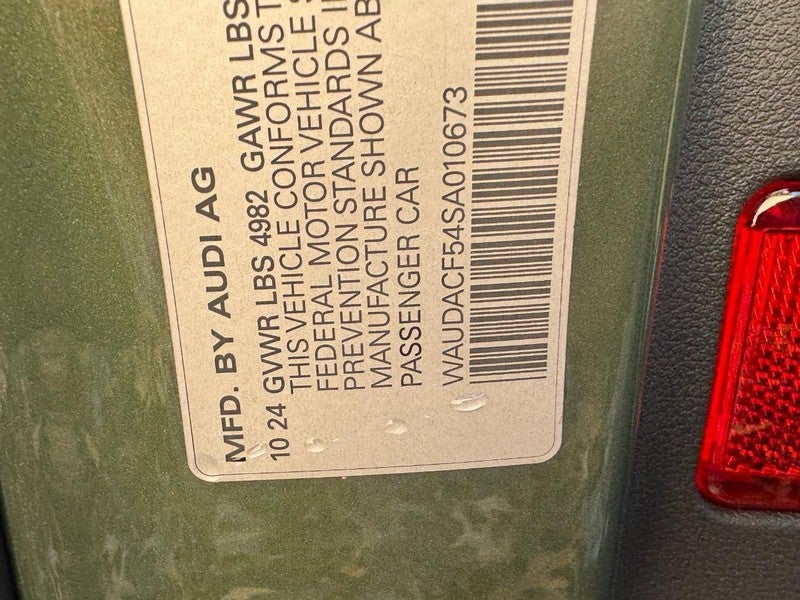 MFD. BY AUDI AG
10 24 GVWR LBS 4982 GAWR LBS
THIS VEHICLE CONFORMS T
FEDERAL MOTOR VEHICLE S
PREVENTION STANDARDS I
MANUFACTURE SHOWN AB
PASSENGER CAR
WAUDACF54SA010673